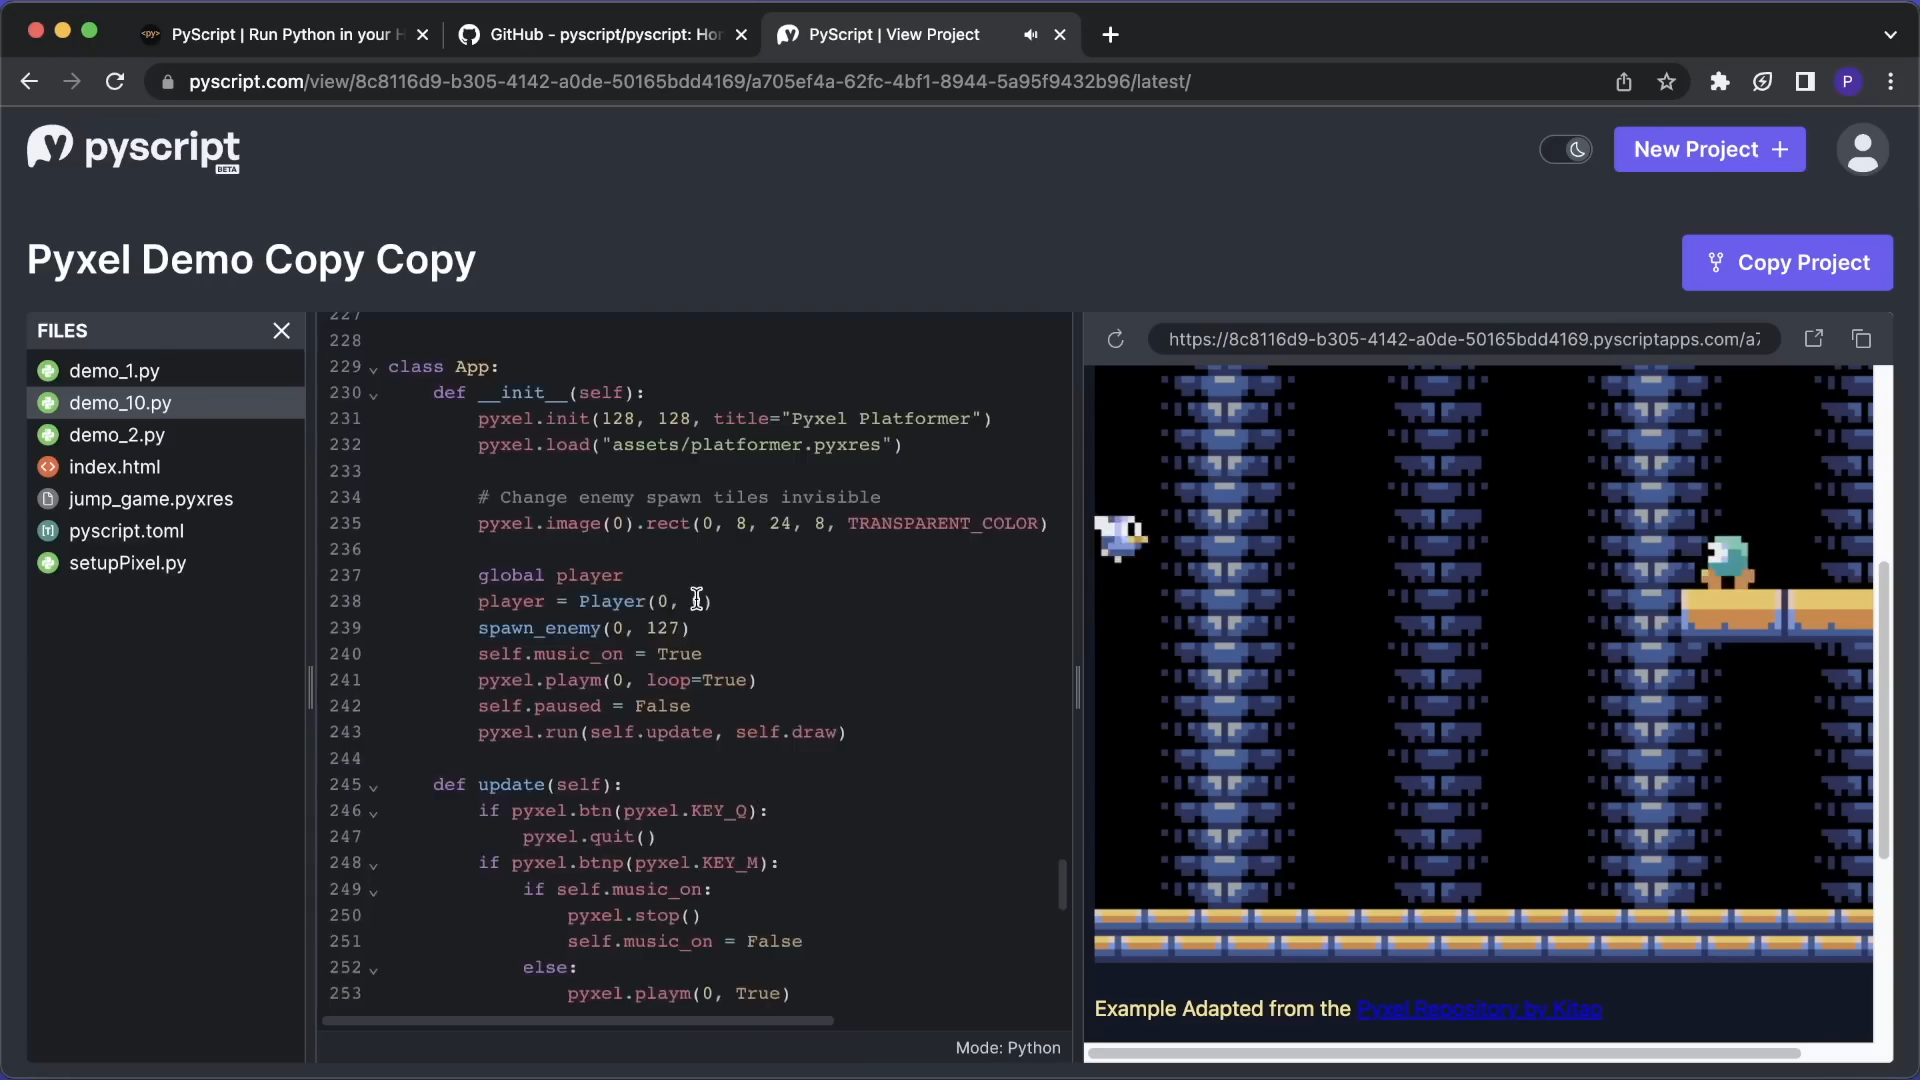 <py> PyScript | Run Python in your H
GitHub - pyscript/pyscript: Hor
PyScript | View Project
pyscript.com/view/8c8116d9-b305-4142-a0de-50165bdd4169/a705ef4a-62fc-4bf1-8944-5a95f9432b96/latest/
P
pyscript
BETA
New Project +
Pyxel Demo Copy Copy
Copy Project
FILES
demo_1.py
demo_10.py
demo_2.py
index.html
jump_game.pyxres
pyscript.toml
setupPixel.py
227
228
229 class App:
230 def __init__(self):
231 pyxel.init(128, 128, title="Pyxel Platformer")
232 pyxel.load("assets/platformer.pyxres")
233
234 # Change enemy spawn tiles invisible
235 pyxel.image(0).rect(0, 8, 24, 8, TRANSPARENT_COLOR)
236
237 global player
238 player = Player(0, )
239 spawn_enemy(0, 127)
240 self.music_on = True
241 pyxel.playm(0, loop=True)
242 self.paused = False
243 pyxel.run(self.update, self.draw)
244
245 def update(self):
246 if pyxel.btn(pyxel.KEY_Q):
247 pyxel.quit()
248 if pyxel.btnp(pyxel.KEY_M):
249 if self.music_on:
250 pyxel.stop()
251 self.music_on = False
252 else:
253 pyxel.playm(0, True)
Mode: Python
https://8c8116d9-b305-4142-a0de-50165bdd4169.pyscriptapps.com/a7
Example Adapted from the Pyxel Repository by Kitao